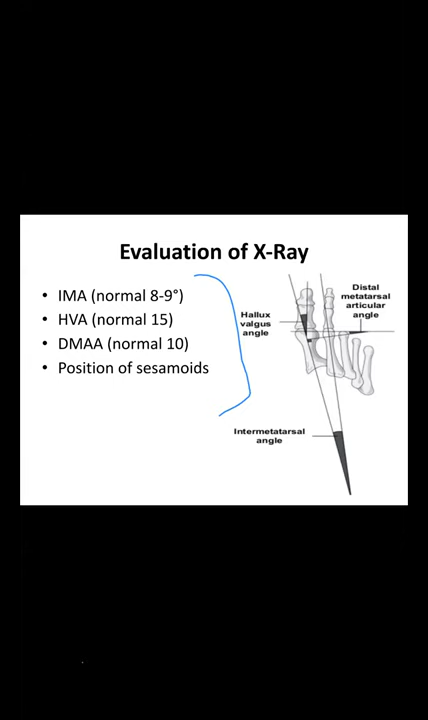 Evaluation of X-Ray
• IMA (normal 8-9°)
• HVA (normal 15)
• DMAA (normal 10)
• Position of sesamoids
Distal
metatarsal
articular
angle
Hallux
valgus
angle
Intermetatarsal
angle